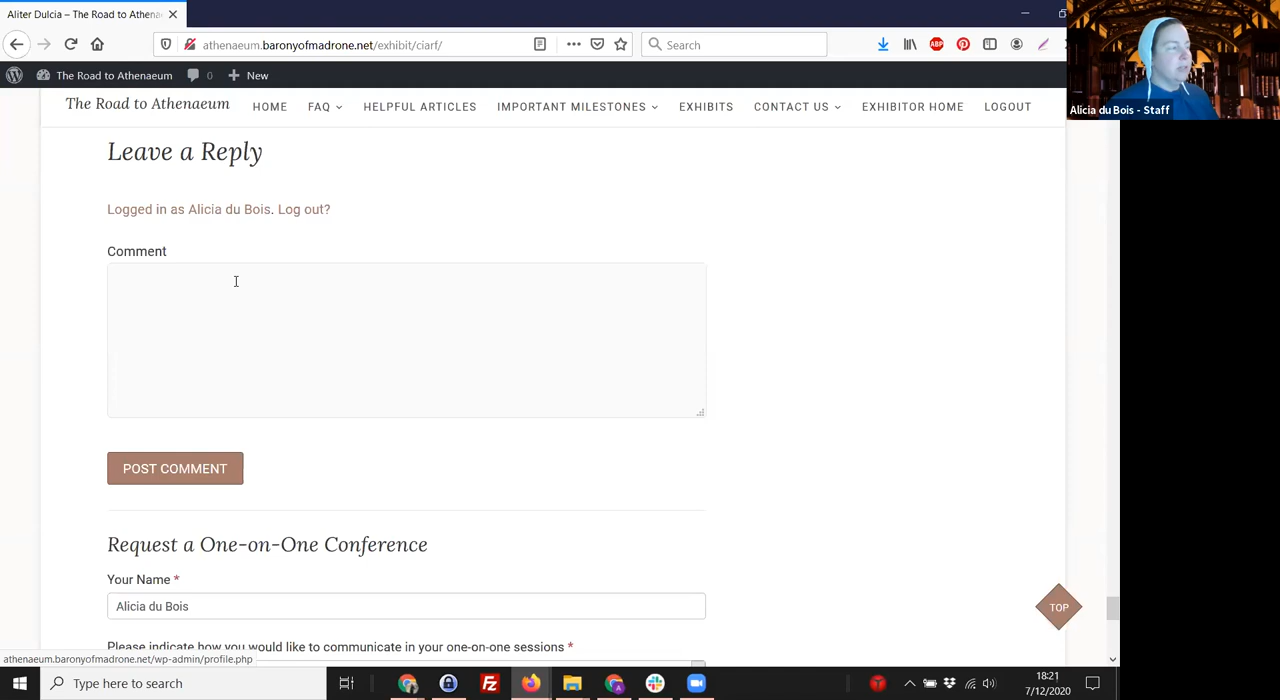 Aliter Dulcia – The Road to Athena
athenaeum.baronyofmadrone.net/exhibit/ciarf/
Search
ABP
The Road to Athenaeum
0
New
The Road to Athenaeum
HOME
FAQ
HELPFUL ARTICLES
IMPORTANT MILESTONES
EXHIBITS
CONTACT US
EXHIBITOR HOME
LOGOUT
Alicia du Bois - Staff
Leave a Reply
Logged in as Alicia du Bois. Log out?
Comment
POST COMMENT
Request a One-on-One Conference
Your Name *
Alicia du Bois
TOP
Please indicate how you would like to communicate in your one-on-one sessions *
athenaeum.baronyofmadrone.net/wp-admin/profile.php
Type here to search
18:21
7/12/2020